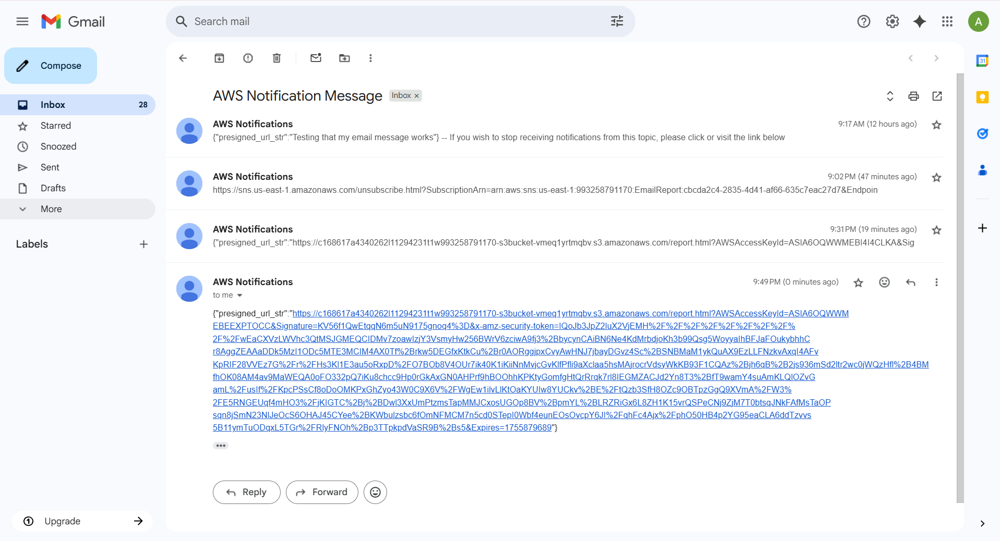 Gmail
Search mail
A
Compose
Inbox 28
Starred
Snoozed
Sent
Drafts
More
Labels
Upgrade
31
AWS Notification Message Inbox ×
AWS Notifications 9:17 AM (12 hours ago)
{"presigned_url_str":"Testing that my email message works"} -- If you wish to stop receiving notifications from this topic, please click or visit the link below
AWS Notifications 9:02 PM (47 minutes ago)
https://sns.us-east-1.amazonaws.com/unsubscribe.html?SubscriptionArn=arn:aws:sns:us-east-1:993258791170:EmailReport:cbcda2c4-2835-4d41-af66-635c7eac27d7&Endpoin
AWS Notifications 9:31 PM (19 minutes ago)
{"presigned_url_str":"https://c168617a4340262l11294231t1w993258791170-s3bucket-vmeq1yrtmqbv.s3.amazonaws.com/report.html?AWSAccessKeyId=ASIA6OQWWMEBI4I4CLKA&Sig
AWS Notifications 9:49 PM (0 minutes ago)
to me
{"presigned_url_str":"https://c168617a4340262l11294231t1w993258791170-s3bucket-vmeq1yrtmqbv.s3.amazonaws.com/report.html?AWSAccessKeyId=ASIA6OQWWM
EBEEXPTOCC&Signature=KV56f1QwEtqqN6m5uN9175gnoq4%3D&x-amz-security-token=IQoJb3JpZ2luX2VjEMH%2F%2F%2F%2F%2F%2F%2F%2F%
2F%2FwEaCXVzLWVhc3QtMSJGMEQCIDMv7zoawIzjY3VsmyHw256BWrV6zciwA9fj3%2BbycynCAiBN6Ne4KdMrbdjoKh3b99Qsg5WoyyaIhBFJaFOukybhhC
r8AggZEAAaDDk5MzI1ODc5MTE3MCIM4AX0Tf%2Brkw5DEGfxKtkCu%2Br0AORggjpxCvyAwHNJ7jbayDGvz4Sc%2BSNBMaM1ykQuAX9EzLLFNzkvAxqI4AFv
KpRIF28VVEz7G%2Fr%2FHs3Kl1E3au5oRxpD%2FO7BOb8V4OUr7ik40K1iKiiNnMvjcGvKlfPfli9aXclaa5hsMAjrocrVdsyWkKB93F1CQAz%2Bjh6qB%2B2js936mSd2ltr2wc0jWQzHfl%2B4BM
fhOK08AM4av9MaWEQA0oFO332pQ7iKu8chcc9Hp0rGkAxGN0AHPrf9hBOOhhKPKtyGomfgHtQrRrqk7rl8IEGMZACJd2Yn8T3%2BfT9wamY4suAmKLQlOZvG
amL%2FusIf%2FKpcPSsCf8oDoOMKPxGhZyo43W0C9X6V%2FWgEw1ilvLlKtOaKYUlw8YUCkv%2BE%2FtQzb3SfH8OZc9OBTpzGgQ9XVmA%2FW3%
2FE5RNGEUqf4mHO3%2FjKIGTC%2Bj%2BDwl3XxUmPtzmsTapMMJCxosUGOp8BV%2BpmYL%2BLRZRiGx6L8ZH1K15vrQSPeCNj9ZjM7T0btsqJNkFAfMsTaOP
sqn8jSmN23NlJeOcS6OHAJ45CYee%2BKWbulzsbc6fOmNFMCM7n5cd0STepI0Wbf4eunEOsOvcpY6JI%2FqhFc4Ajx%2FphO50HB4p2YG95eaCLA6ddTzvvs
5B11ymTuODqxL5TGr%2FRlyFNOh%2Bp3TTpkpdVaSR9B%2Bs5&Expires=1755879689"}
Reply
Forward